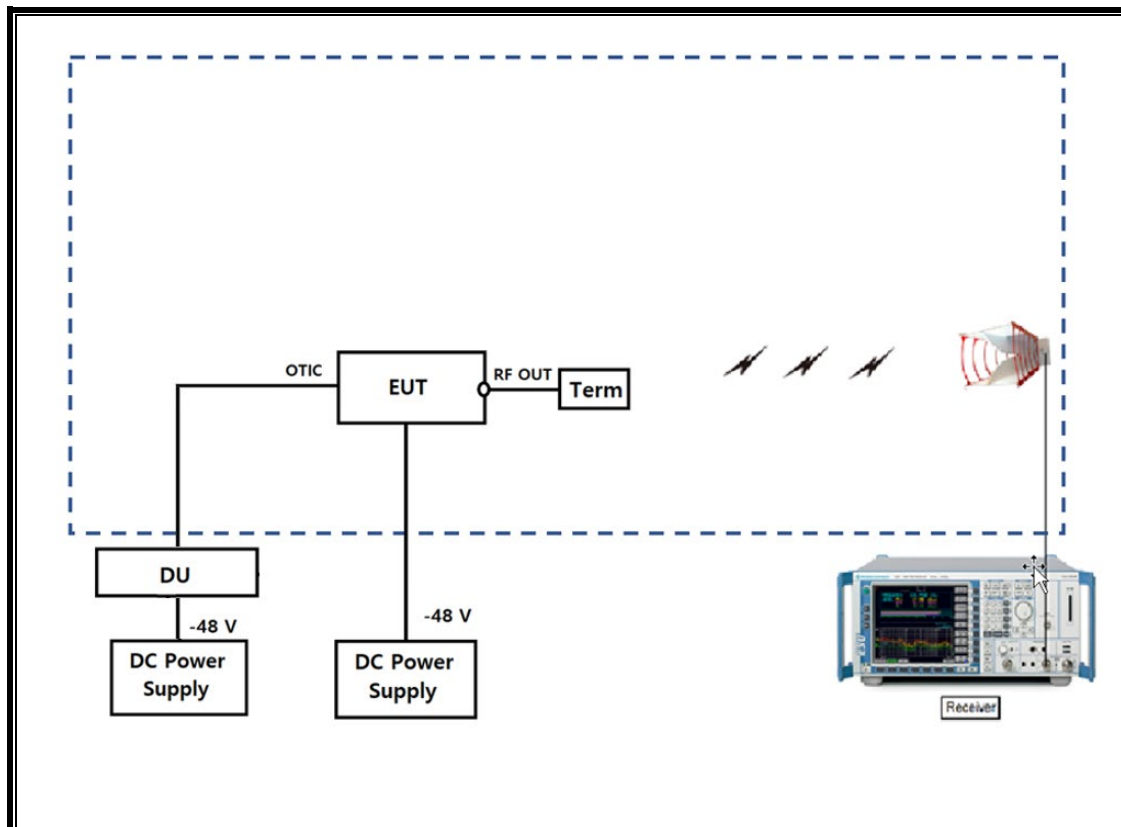 OTIC
EUT
RF OUT
Term
DU
-48 V
DC Power
Supply
-48 V
DC Power
Supply
Receiver